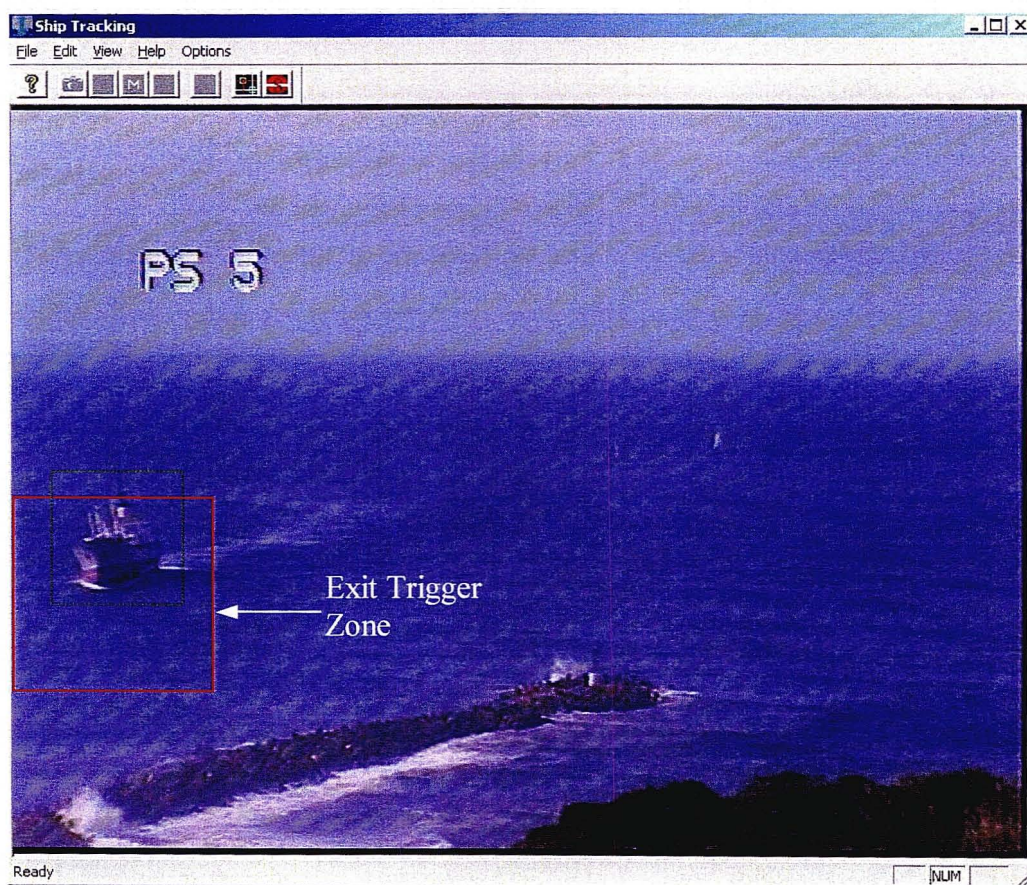 Ship Tracking
File Edit View Help Options
M
PS 5
Exit Trigger
Zone
Ready
NUM